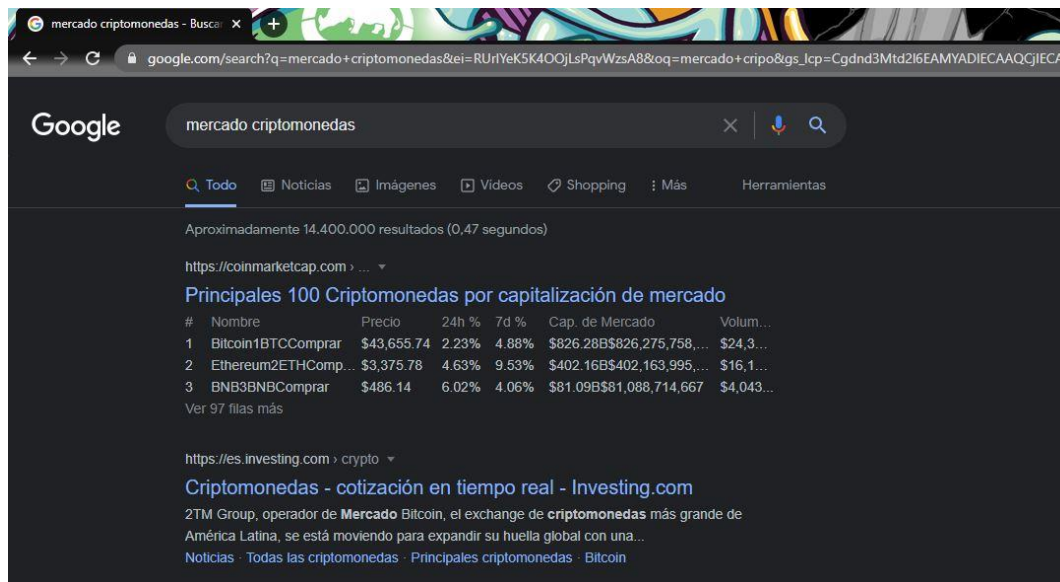 mercado criptomonedas - Busca
google.com/search?q=mercado+criptomonedas&ei=RUrlYeK5K4OOjLsPqvWzsA8&oq=mercado+cripo&gs_lcp=Cgdnd3Mtd2l6EAMYADIECAAQCjIECA
Google
mercado criptomonedas
Todo Noticias Imágenes Vídeos Shopping Más Herramientas
Aproximadamente 14.400.000 resultados (0,47 segundos)
https://coinmarketcap.com › ...
Principales 100 Criptomonedas por capitalización de mercado
# Nombre Precio 24h % 7d % Cap. de Mercado Volum...
1 Bitcoin1BTCComprar $43,655.74 2.23% 4.88% $826.28B$826,275,758,... $24,3...
2 Ethereum2ETHComp... $3,375.78 4.63% 9.53% $402.16B$402,163,995,... $16,1...
3 BNB3BNBComprar $486.14 6.02% 4.06% $81.09B$81,088,714,667 $4,043...
Ver 97 filas más
https://es.investing.com › crypto
Criptomonedas - cotización en tiempo real - Investing.com
2TM Group, operador de Mercado Bitcoin, el exchange de criptomonedas más grande de
América Latina, se está moviendo para expandir su huella global con una...
Noticias · Todas las criptomonedas · Principales criptomonedas · Bitcoin